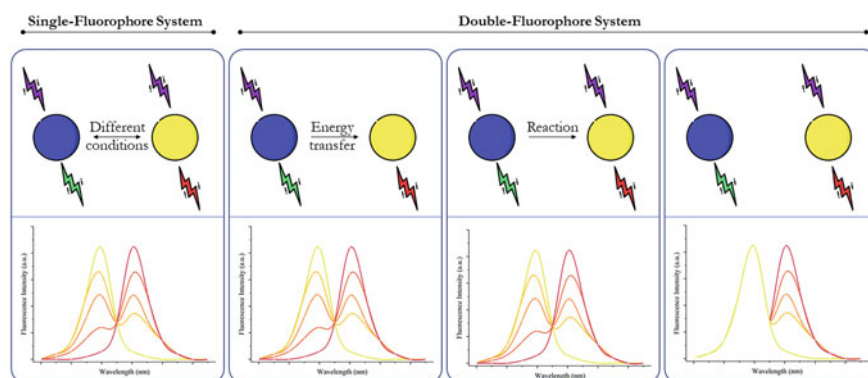 Single-Fluorophore System
Double-Fluorophore System
Different
conditions
Energy
transfer
Reaction
Fluorescence Intensity (a.u.)
Wavelength (nm)
Fluorescence Intensity (a.u.)
Wavelength (nm)
Fluorescence Intensity (a.u.)
Wavelength (nm)
Fluorescence Intensity (a.u.)
Wavelength (nm)